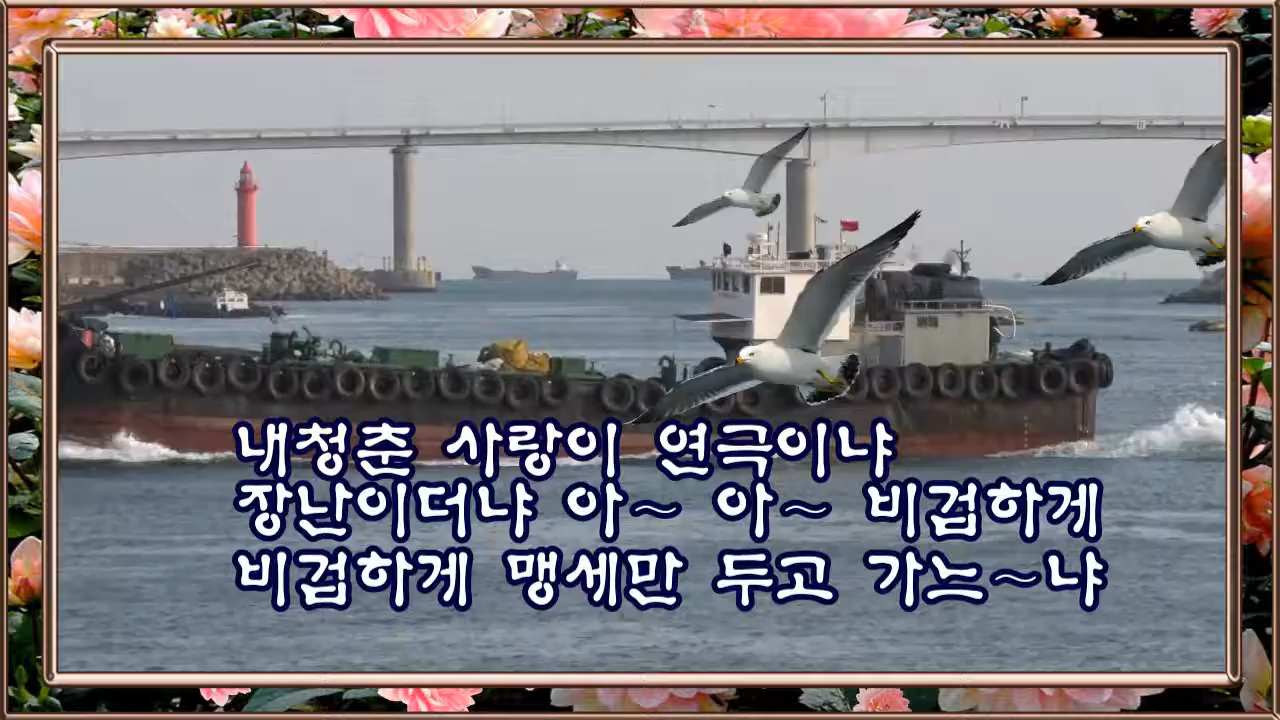 내청춘 사랑이 연극이냐
장난이더냐 아~ 아~ 비겁하게
비겁하게 맹세만 두고 가느~냐